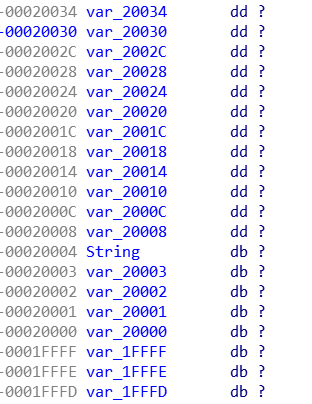 -00020034 var_20034 dd ?
-00020030 var_20030 dd ?
-0002002C var_2002C dd ?
-00020028 var_20028 dd ?
-00020024 var_20024 dd ?
-00020020 var_20020 dd ?
-0002001C var_2001C dd ?
-00020018 var_20018 dd ?
-00020014 var_20014 dd ?
-00020010 var_20010 dd ?
-0002000C var_2000C dd ?
-00020008 var_20008 dd ?
-00020004 String db ?
-00020003 var_20003 db ?
-00020002 var_20002 db ?
-00020001 var_20001 db ?
-00020000 var_20000 db ?
-0001FFFF var_1FFFF db ?
-0001FFFE var_1FFFE db ?
-0001FFFD var_1FFFD db ?